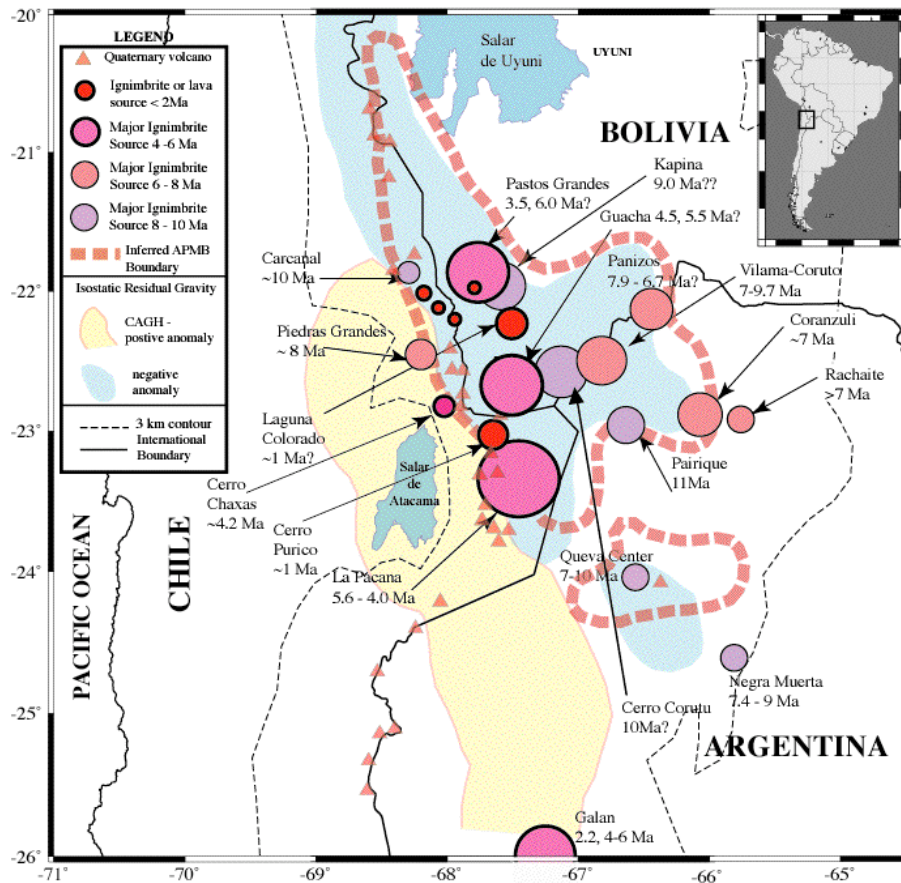 LEGEND
Quaternary volcano
Ignimbrite or lava
source < 2Ma
Major Ignimbrite
Source 4 -6 Ma
Major Ignimbrite
Source 6 - 8 Ma
Major Ignimbrite
Source 8 - 10 Ma
Inferred APMB
Boundary
Isostatic Residual Gravity
CAGH -
postive anomaly
negative
anomaly
3 km contour
International
Boundary
Salar
de Uyuni
UYUNI
BOLIVIA
Kapina
9.0 Ma??
Pastos Grandes
3.5, 6.0 Ma?
Guacha 4.5, 5.5 Ma?
Carcanal
~10 Ma
Panizos
7.9 - 6.7 Ma?
Vilama-Coruto
7-9.7 Ma
Piedras Grandes
~ 8 Ma
Coranzuli
~7 Ma
Rachaite
>7 Ma
Laguna
Colorado
~1 Ma?
Cerro
Chaxas
~4.2 Ma
Salar
de
Atacama
Pairique
11Ma
Cerro
Purico
~1 Ma
La Pacana
5.6 - 4.0 Ma
Queva Center
7-10 Ma
Negra Muerta
7.4 - 9 Ma
Cerro Corutu
10Ma?
Galan
2.2, 4-6 Ma
PACIFIC OCEAN
CHILE
ARGENTINA
-20
-21
-22
-23
-24
-25
-26
-71
-70
-69
-68
-67
-66
-65